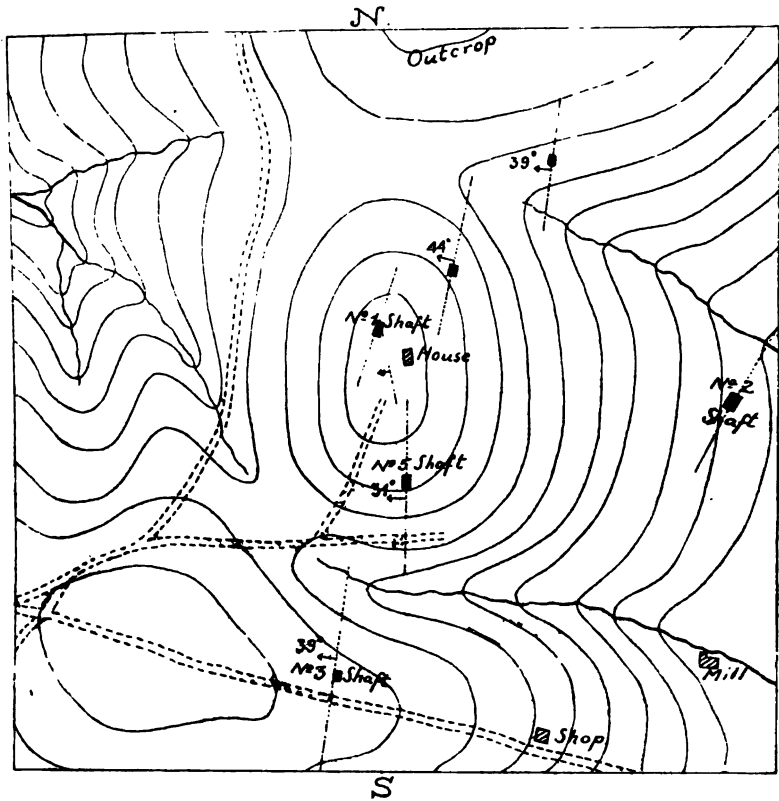 N.
Outcrop
39°
44°
Nº 1 Shaft
House
Nº 2
Shaft
Nº 5 Shaft
31°
39°
Nº 3 Shaft
Mill
Shop
S